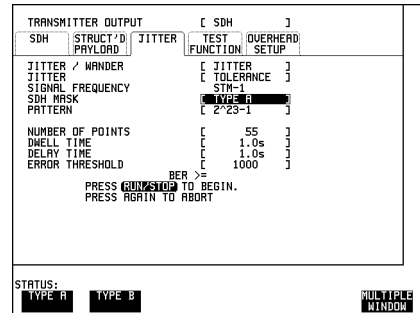 TRANSMITTER OUTPUT [ SDH ]
SDH STRUCT'D PAYLOAD JITTER TEST FUNCTION OVERHEAD SETUP
JITTER / WANDER [ JITTER ]
JITTER [ TOLERANCE ]
SIGNAL FREQUENCY STM-1
SDH MASK [ TYPE A ]
PATTERN [ 2^23-1 ]
NUMBER OF POINTS [ 55 ]
DWELL TIME [ 1.0s ]
DELAY TIME [ 1.0s ]
ERROR THRESHOLD [ 1000 ]
BER >=
PRESS RUN/STOP TO BEGIN.
PRESS AGAIN TO ABORT
STATUS:
TYPE A TYPE B MULTIPLE WINDOW